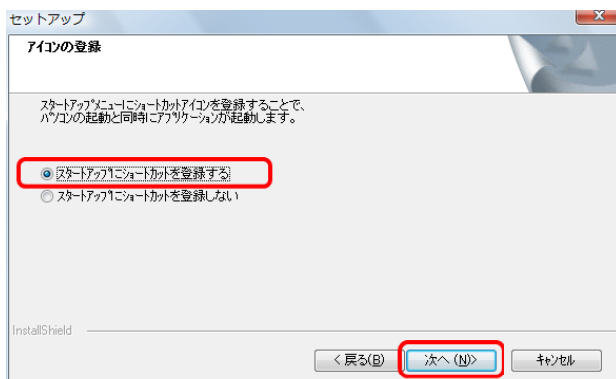 セットアップ
アイコンの登録
スタートアップメニューにショートカットアイコンを登録することで、
パソコンの起動と同時にアプリケーションが起動します。
スタートアップにショートカットを登録する
スタートアップにショートカットを登録しない
InstallShield
< 戻る(B) 次へ (N)> キャンセル